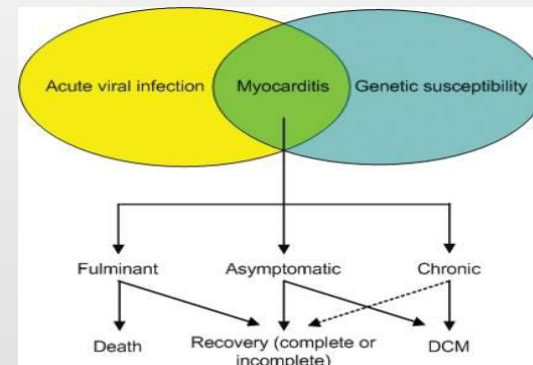 Acute viral infection Myocarditis Genetic susceptibility
Fulminant Asymptomatic Chronic
Death Recovery (complete or DCM
incomplete)